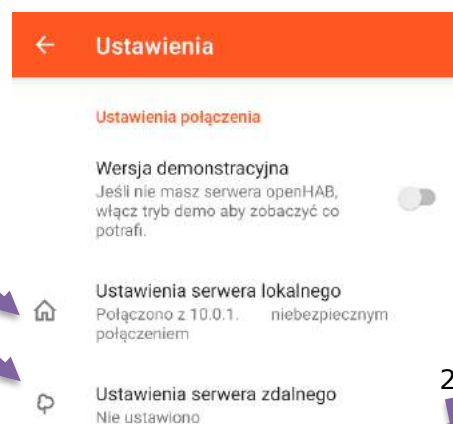 Ustawienia
Ustawienia połączenia
Wersja demonstracyjna
Jeśli nie masz serwera openHAB,
włącz tryb demo aby zobaczyć co
potrafi.
Ustawienia serwera lokalnego
Połączono z 10.0.1. niebezpiecznym
połączeniem
Ustawienia serwera zdalnego
2
Nie ustawiono